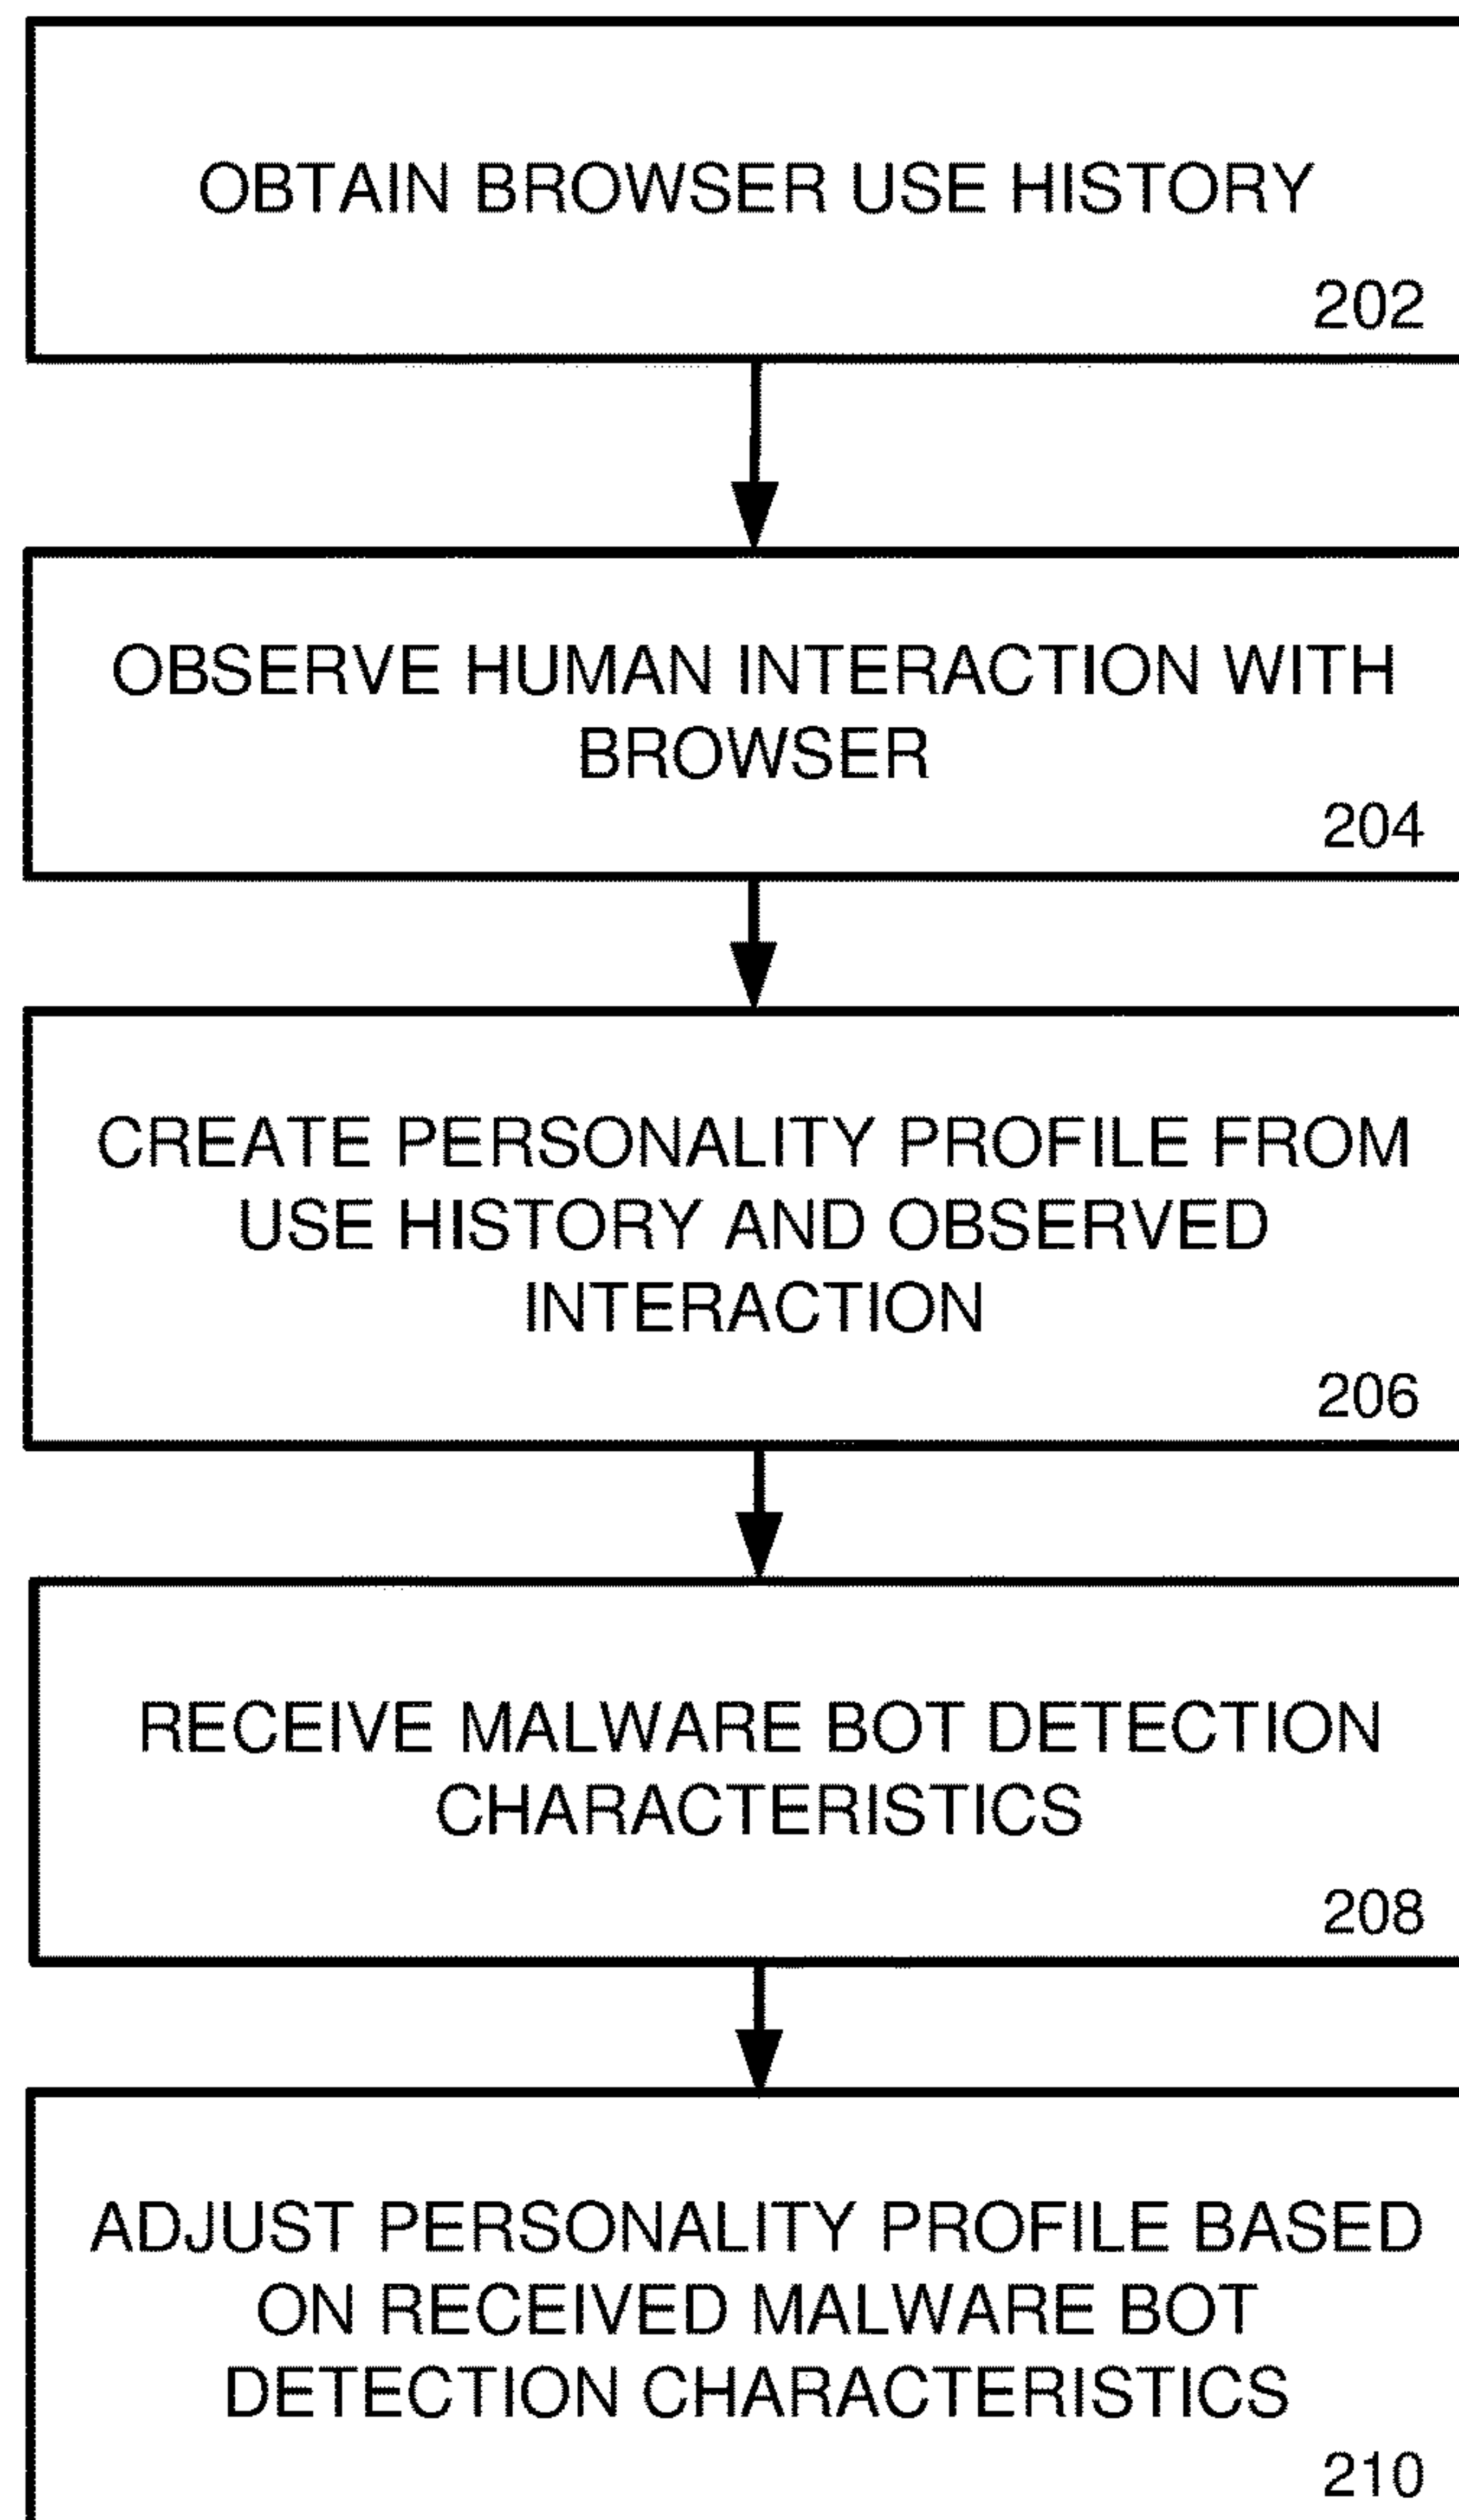 OBTAIN BROWSER USE HISTORY
202
OBSERVE HUMAN INTERACTION WITH
BROWSER
204
CREATE PERSONALITY PROFILE FROM
USE HISTORY AND OBSERVED
INTERACTION
206
RECEIVE MALWARE BOT DETECTION
CHARACTERISTICS
208
ADJUST PERSONALITY PROFILE BASED
ON RECEIVED MALWARE BOT
DETECTION CHARACTERISTICS
210